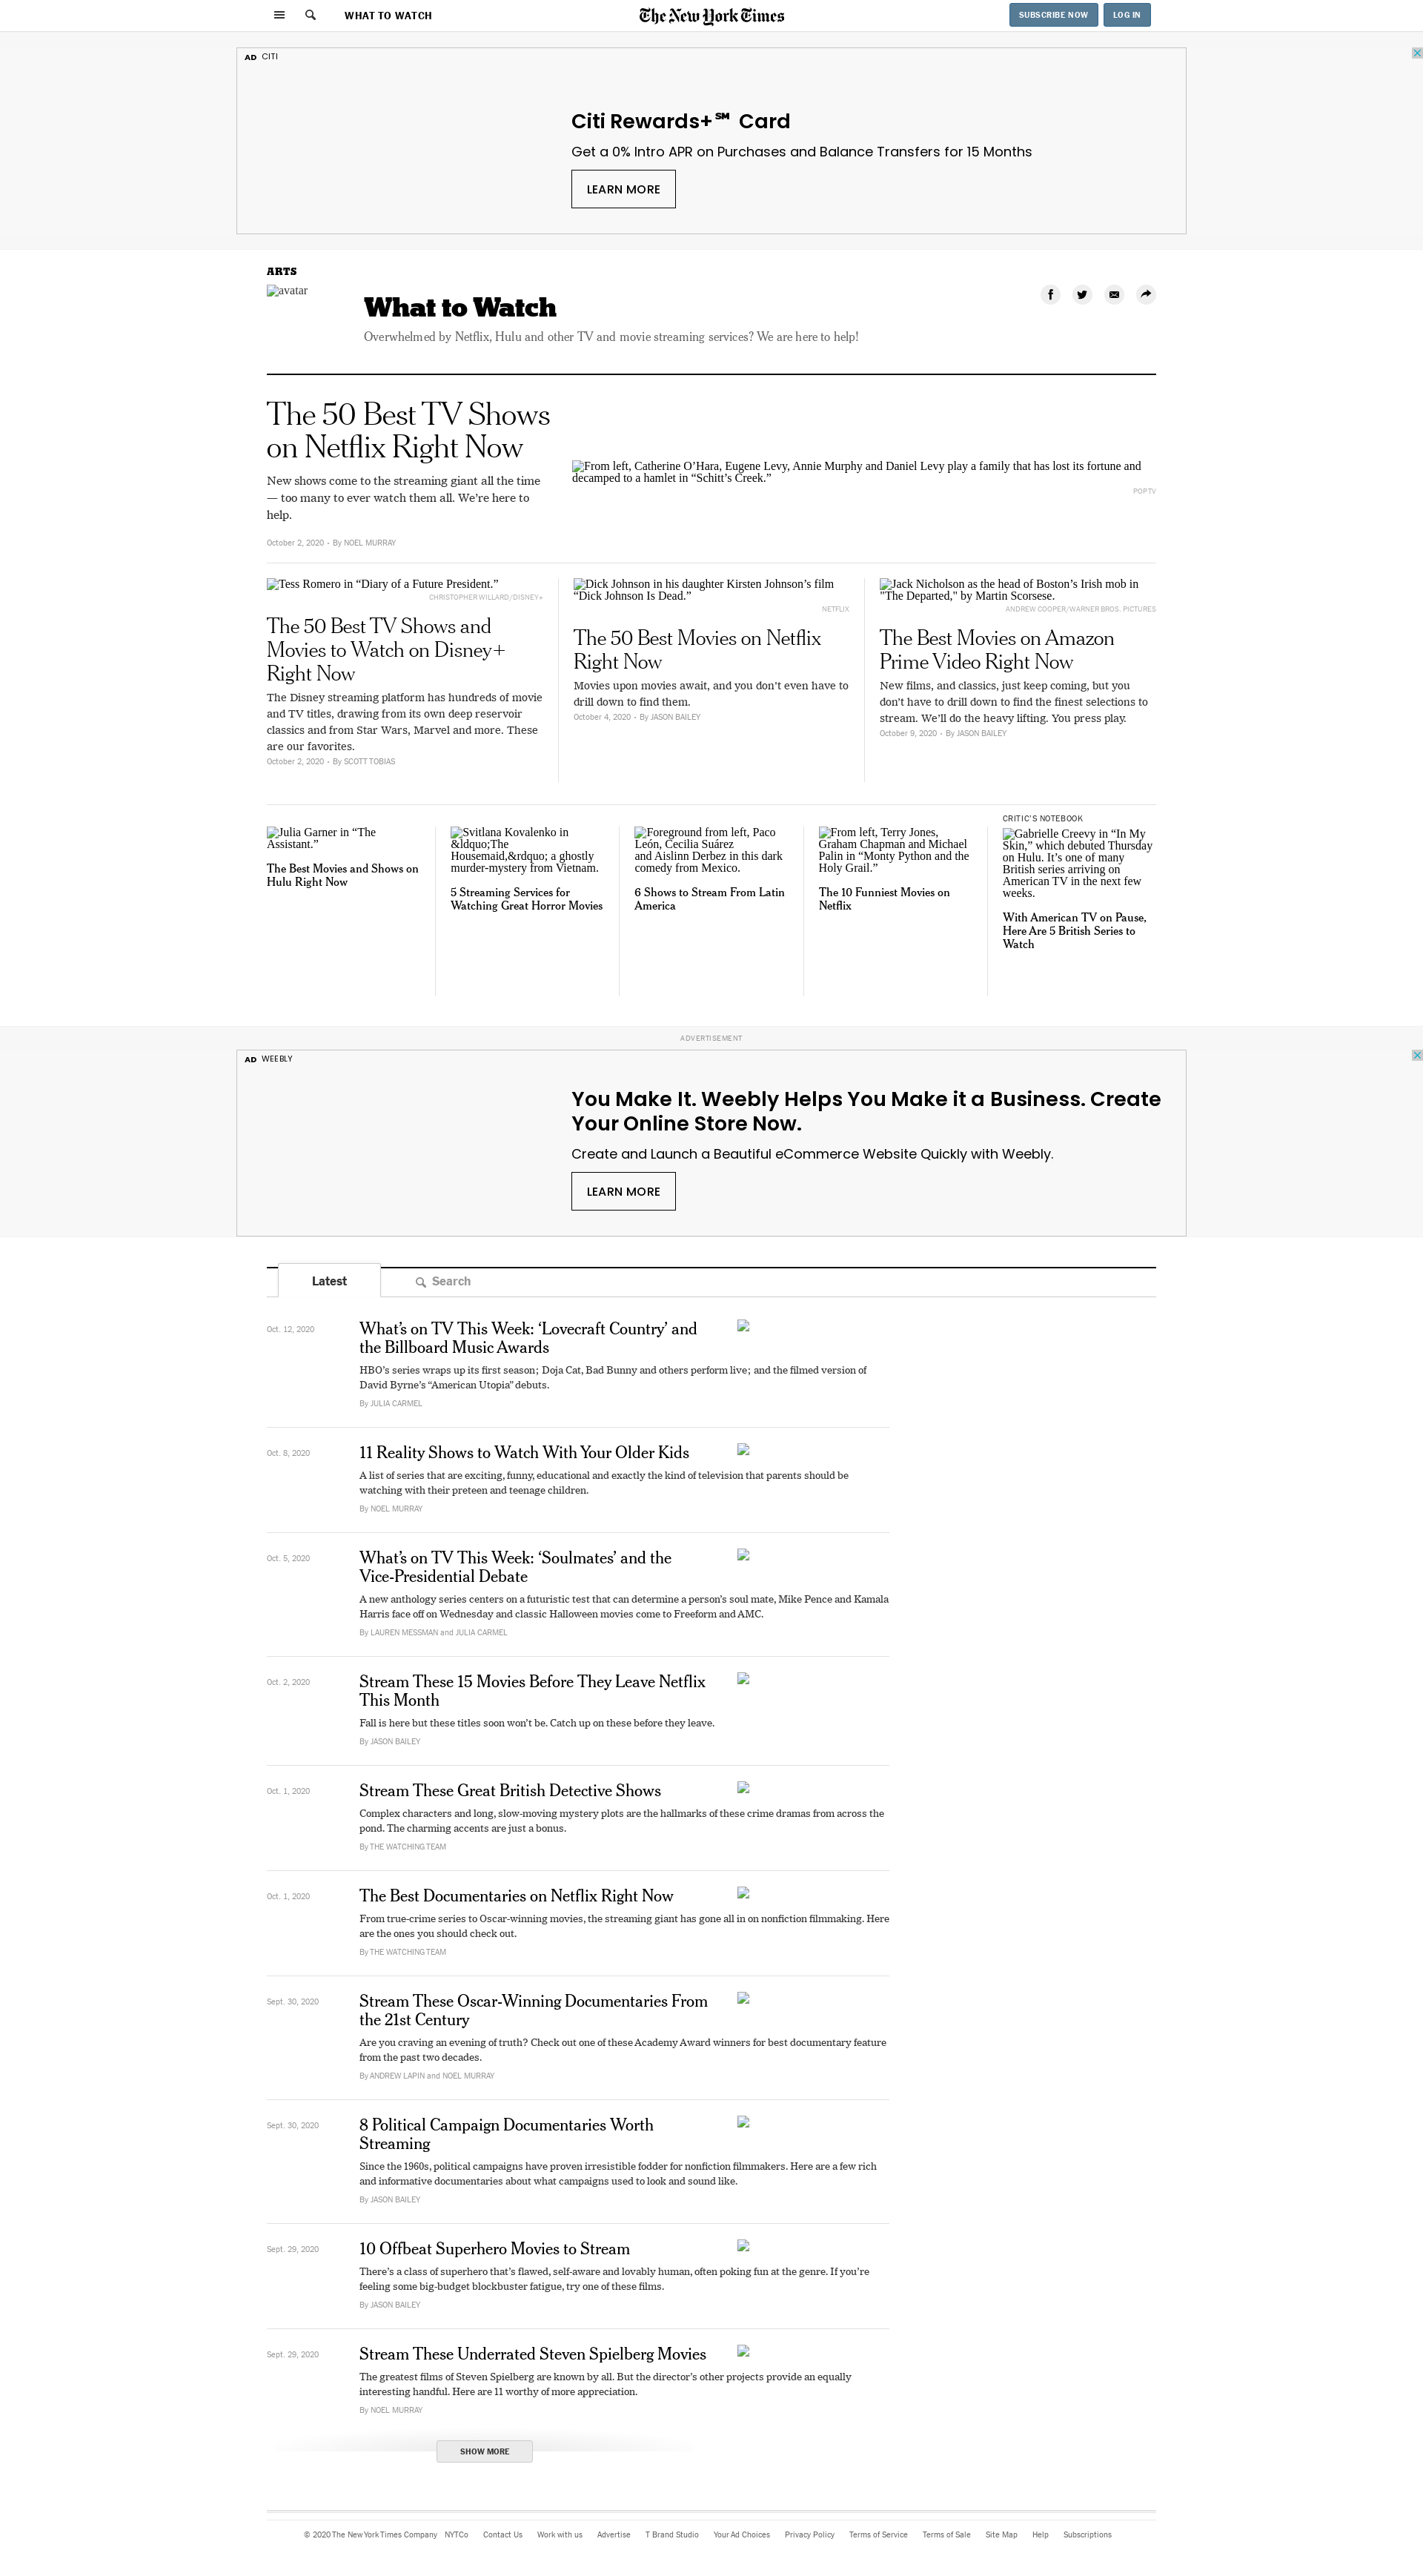 WHAT TO WATCH
The New York Times
SUBSCRIBE NOW
LOG IN
AD CITI
Citi Rewards+℠ Card
Get a 0% Intro APR on Purchases and Balance Transfers for 15 Months
LEARN MORE
ARTS
avatar
What to Watch
Overwhelmed by Netflix, Hulu and other TV and movie streaming services? We are here to help!
The 50 Best TV Shows
on Netflix Right Now
New shows come to the streaming giant all the time
— too many to ever watch them all. We're here to
help.
October 2, 2020 • By NOEL MURRAY
From left, Catherine O’Hara, Eugene Levy, Annie Murphy and Daniel Levy play a family that has lost its fortune and
decamped to a hamlet in “Schitt’s Creek.”
POP TV
Tess Romero in “Diary of a Future President.”
CHRISTOPHER WILLARD/DISNEY+
The 50 Best TV Shows and
Movies to Watch on Disney+
Right Now
The Disney streaming platform has hundreds of movie
and TV titles, drawing from its own deep reservoir
classics and from Star Wars, Marvel and more. These
are our favorites.
October 2, 2020 • By SCOTT TOBIAS
Dick Johnson in his daughter Kirsten Johnson’s film
“Dick Johnson Is Dead.”
NETFLIX
The 50 Best Movies on Netflix
Right Now
Movies upon movies await, and you don't even have to
drill down to find them.
October 4, 2020 • By JASON BAILEY
Jack Nicholson as the head of Boston’s Irish mob in
"The Departed," by Martin Scorsese.
ANDREW COOPER/WARNER BROS. PICTURES
The Best Movies on Amazon
Prime Video Right Now
New films, and classics, just keep coming, but you
don't have to drill down to find the finest selections to
stream. We’ll do the heavy lifting. You press play.
October 9, 2020 • By JASON BAILEY
Julia Garner in “The
Assistant.”
The Best Movies and Shows on
Hulu Right Now
Svitlana Kovalenko in
&ldquo;The
Housemaid,&rdquo; a ghostly
murder-mystery from Vietnam.
5 Streaming Services for
Watching Great Horror Movies
Foreground from left, Paco
León, Cecilia Suárez
and Aislinn Derbez in this dark
comedy from Mexico.
6 Shows to Stream From Latin
America
From left, Terry Jones,
Graham Chapman and Michael
Palin in “Monty Python and the
Holy Grail.”
The 10 Funniest Movies on
Netflix
CRITIC’S NOTEBOOK
Gabrielle Creevy in “In My
Skin,” which debuted Thursday
on Hulu. It’s one of many
British series arriving on
American TV in the next few
weeks.
With American TV on Pause,
Here Are 5 British Series to
Watch
ADVERTISEMENT
AD WEEBLY
You Make It. Weebly Helps You Make it a Business. Create
Your Online Store Now.
Create and Launch a Beautiful eCommerce Website Quickly with Weebly.
LEARN MORE
Latest
Search
Oct. 12, 2020
What’s on TV This Week: ‘Lovecraft Country’ and
the Billboard Music Awards
HBO’s series wraps up its first season; Doja Cat, Bad Bunny and others perform live; and the filmed version of
David Byrne’s “American Utopia” debuts.
By JULIA CARMEL
Oct. 8, 2020
11 Reality Shows to Watch With Your Older Kids
A list of series that are exciting, funny, educational and exactly the kind of television that parents should be
watching with their preteen and teenage children.
By NOEL MURRAY
Oct. 5, 2020
What’s on TV This Week: ‘Soulmates’ and the
Vice-Presidential Debate
A new anthology series centers on a futuristic test that can determine a person’s soul mate, Mike Pence and Kamala
Harris face off on Wednesday and classic Halloween movies come to Freeform and AMC.
By LAUREN MESSMAN and JULIA CARMEL
Oct. 2, 2020
Stream These 15 Movies Before They Leave Netflix
This Month
Fall is here but these titles soon won’t be. Catch up on these before they leave.
By JASON BAILEY
Oct. 1, 2020
Stream These Great British Detective Shows
Complex characters and long, slow-moving mystery plots are the hallmarks of these crime dramas from across the
pond. The charming accents are just a bonus.
By THE WATCHING TEAM
Oct. 1, 2020
The Best Documentaries on Netflix Right Now
From true-crime series to Oscar-winning movies, the streaming giant has gone all in on nonfiction filmmaking. Here
are the ones you should check out.
By THE WATCHING TEAM
Sept. 30, 2020
Stream These Oscar-Winning Documentaries From
the 21st Century
Are you craving an evening of truth? Check out one of these Academy Award winners for best documentary feature
from the past two decades.
By ANDREW LAPIN and NOEL MURRAY
Sept. 30, 2020
8 Political Campaign Documentaries Worth
Streaming
Since the 1960s, political campaigns have proven irresistible fodder for nonfiction filmmakers. Here are a few rich
and informative documentaries about what campaigns used to look and sound like.
By JASON BAILEY
Sept. 29, 2020
10 Offbeat Superhero Movies to Stream
There’s a class of superhero that’s flawed, self-aware and lovably human, often poking fun at the genre. If you’re
feeling some big-budget blockbuster fatigue, try one of these films.
By JASON BAILEY
Sept. 29, 2020
Stream These Underrated Steven Spielberg Movies
The greatest films of Steven Spielberg are known by all. But the director’s other projects provide an equally
interesting handful. Here are 11 worthy of more appreciation.
By NOEL MURRAY
SHOW MORE
© 2020 The New York Times Company NYTCo Contact Us Work with us Advertise T Brand Studio Your Ad Choices Privacy Policy Terms of Service Terms of Sale Site Map Help Subscriptions